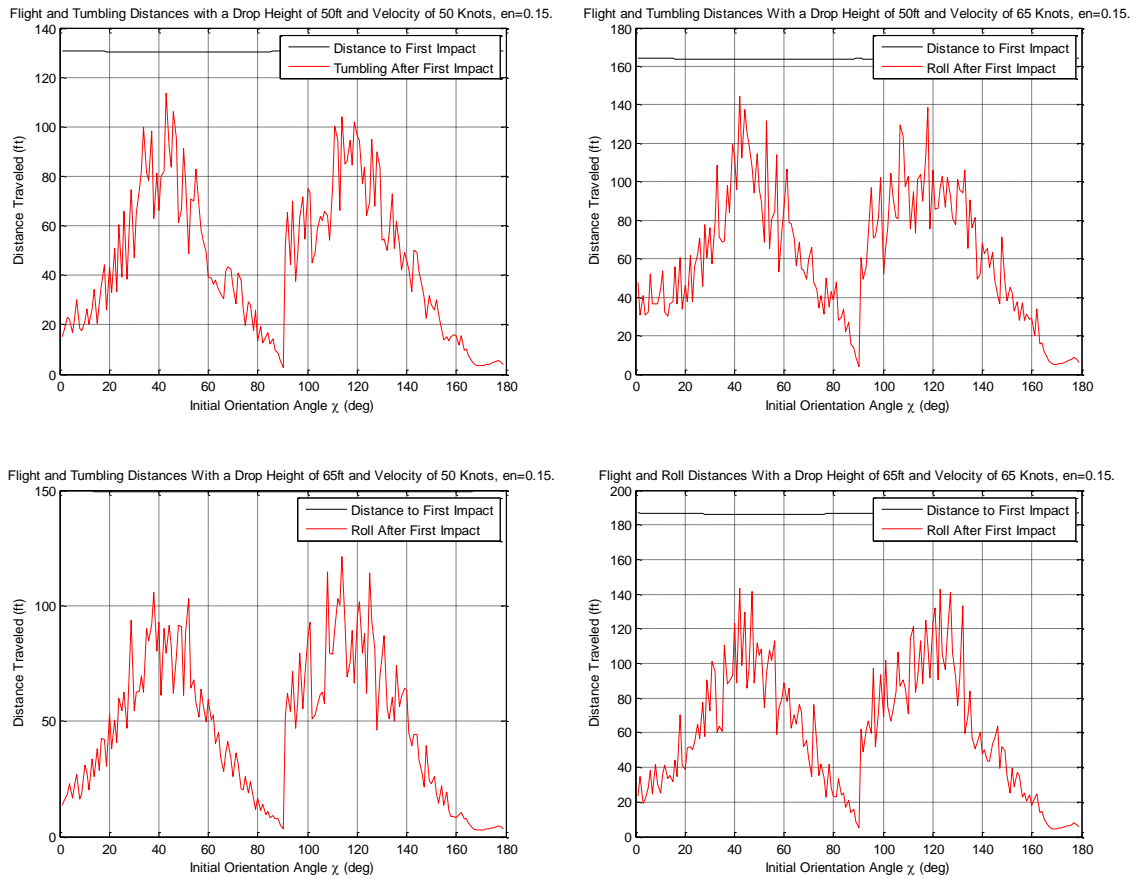 Flight and Tumbling Distances with a Drop Height of 50ft and Velocity of 50 Knots, en=0.15.
140
120
100
80
60
40
20
0
Distance Traveled (ft)
Distance to First Impact
Tumbling After First Impact
0 20 40 60 80 100 120 140 160 180
Initial Orientation Angle χ (deg)
Flight and Tumbling Distances With a Drop Height of 50ft and Velocity of 65 Knots, en=0.15.
180
160
140
120
100
80
60
40
20
0
Distance Traveled (ft)
Distance to First Impact
Roll After First Impact
0 20 40 60 80 100 120 140 160 180
Initial Orientation Angle χ (deg)
Flight and Tumbling Distances With a Drop Height of 65ft and Velocity of 50 Knots, en=0.15.
150
100
50
0
Distance Traveled (ft)
Distance to First Impact
Roll After First Impact
0 20 40 60 80 100 120 140 160 180
Initial Orientation Angle χ (deg)
Flight and Roll Distances With a Drop Height of 65ft and Velocity of 65 Knots, en=0.15.
200
180
160
140
120
100
80
60
40
20
0
Distance Traveled (ft)
Distance to First Impact
Roll After First Impact
0 20 40 60 80 100 120 140 160 180
Initial Orientation Angle χ (deg)